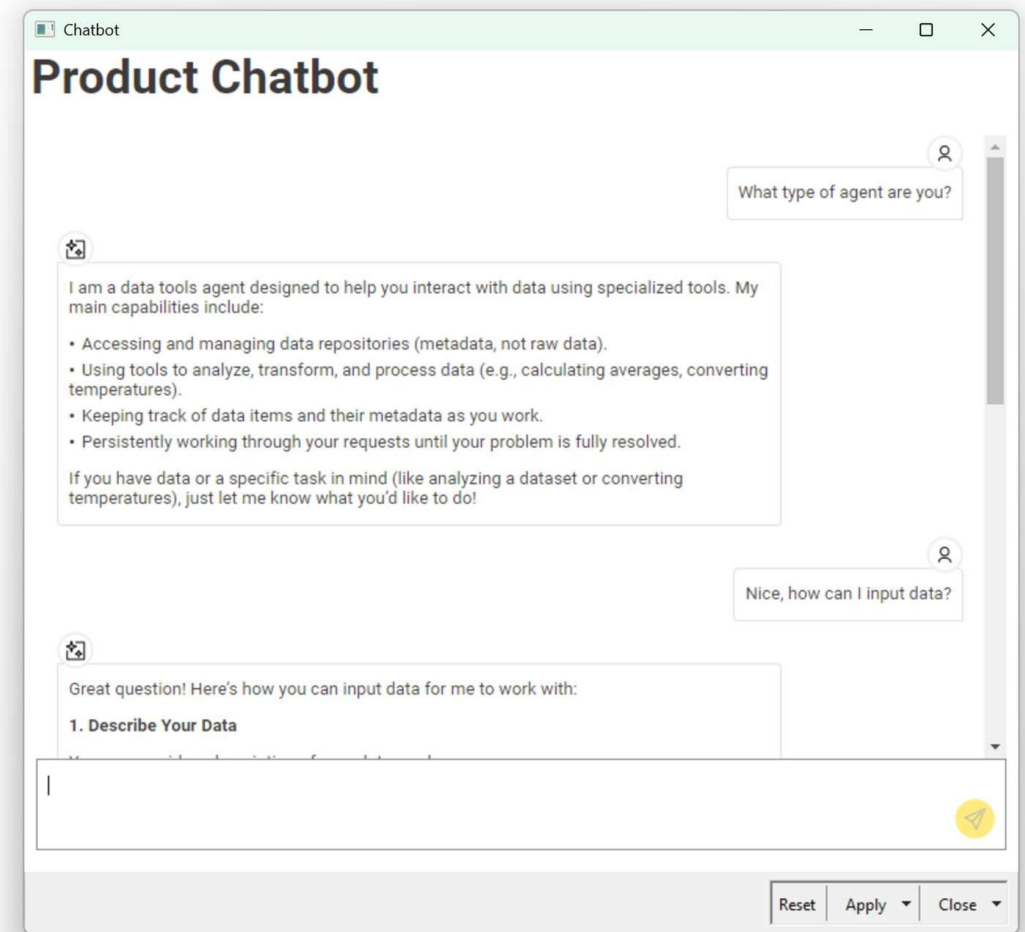 Chatbot
Product Chatbot
What type of agent are you?
I am a data tools agent designed to help you interact with data using specialized tools. My
main capabilities include:
• Accessing and managing data repositories (metadata, not raw data).
• Using tools to analyze, transform, and process data (e.g., calculating averages, converting
temperatures).
• Keeping track of data items and their metadata as you work.
• Persistently working through your requests until your problem is fully resolved.
If you have data or a specific task in mind (like analyzing a dataset or converting
temperatures), just let me know what you'd like to do!
Nice, how can I input data?
Great question! Here's how you can input data for me to work with:
1. Describe Your Data
Reset
Apply
Close